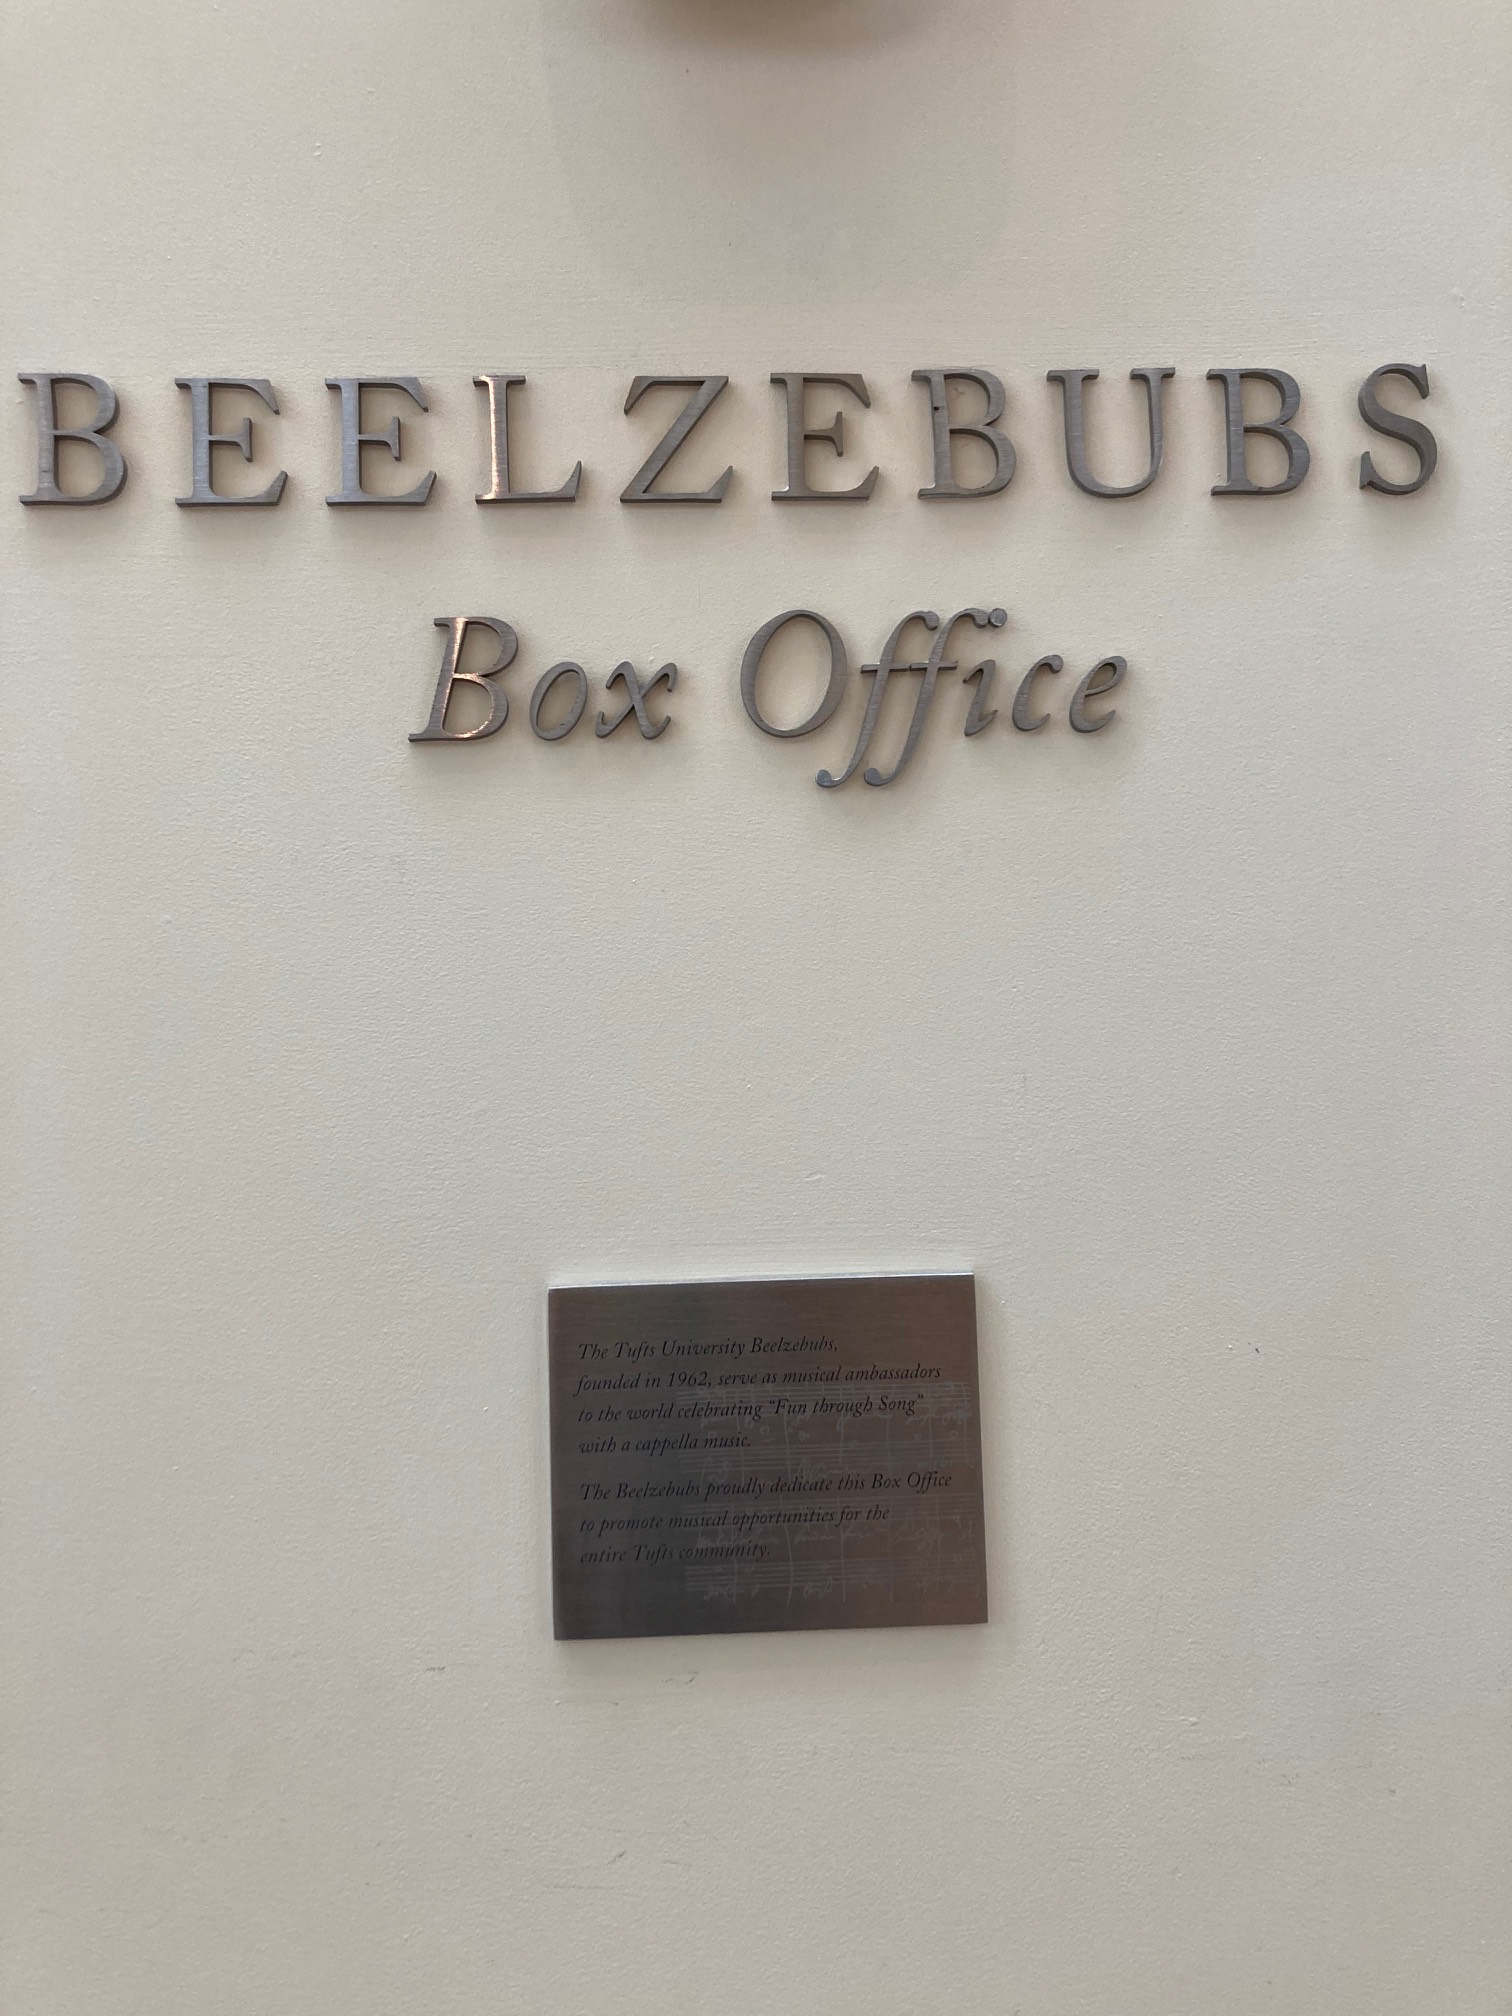 BEELZEBUBS
Box Office
The Tufts University Beelzebubs,
founded in 1962, serve as musical ambassadors
to the world celebrating "Fun through Song"
with a cappella music.
The Beelzebubs proudly dedicate this Box Office
to promote musical opportunities for the
entire Tufts community.